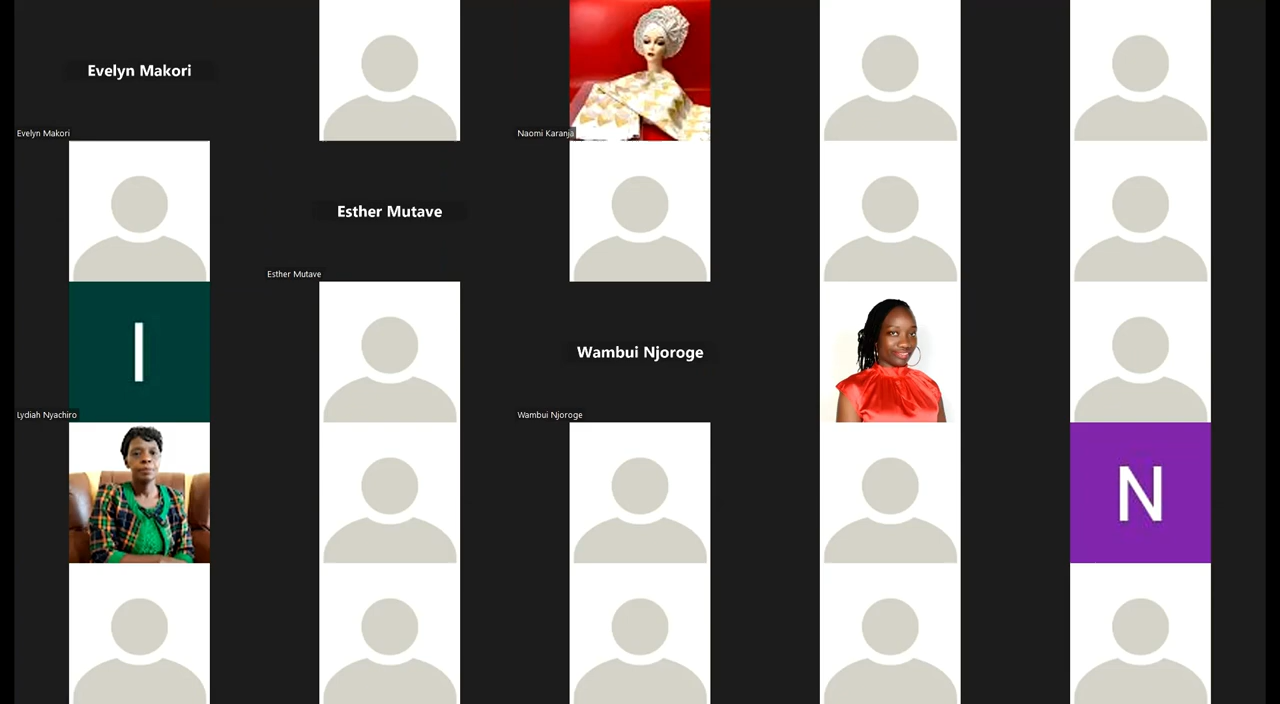 Evelyn Makori
Evelyn Makori
Naomi Karanja
Esther Mutave
Esther Mutave
I
Wambui Njoroge
Lydiah Nyachiro
Wambui Njoroge
N